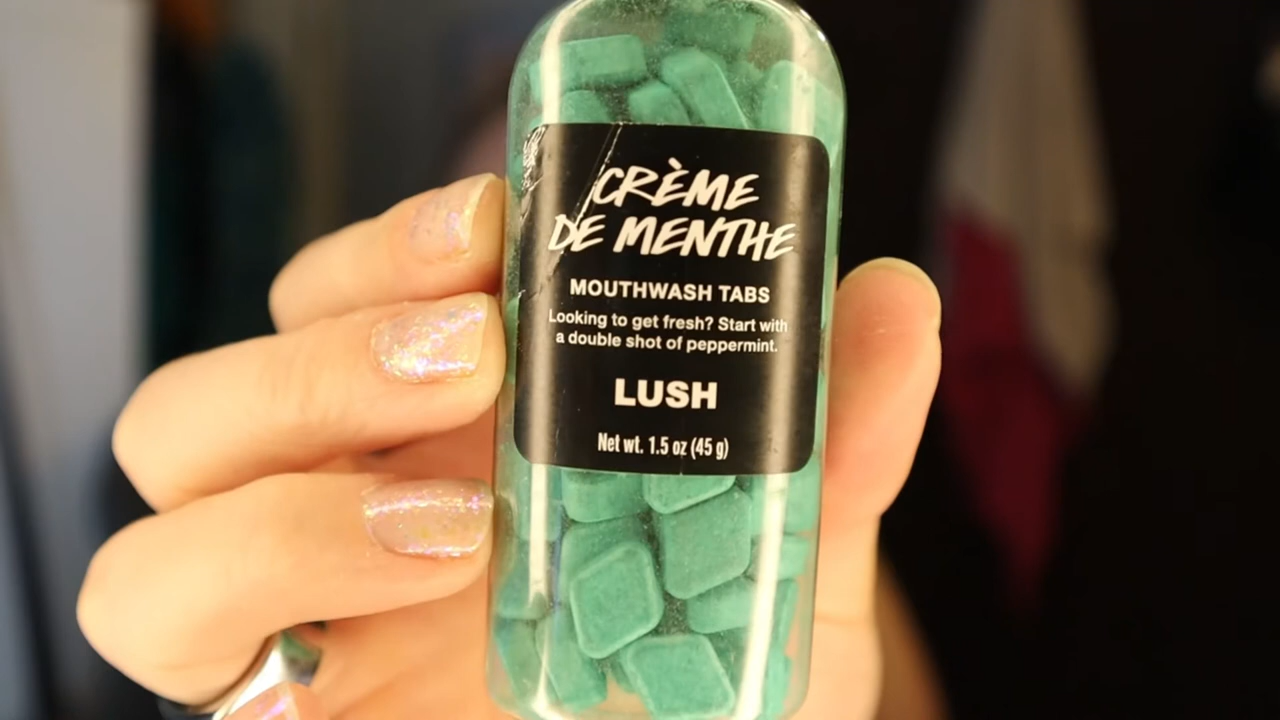 CRÈME
DE MENTHE
MOUTHWASH TABS
Looking to get fresh? Start with
a double shot of peppermint.
LUSH
Net wt. 1.5 oz (45 g)